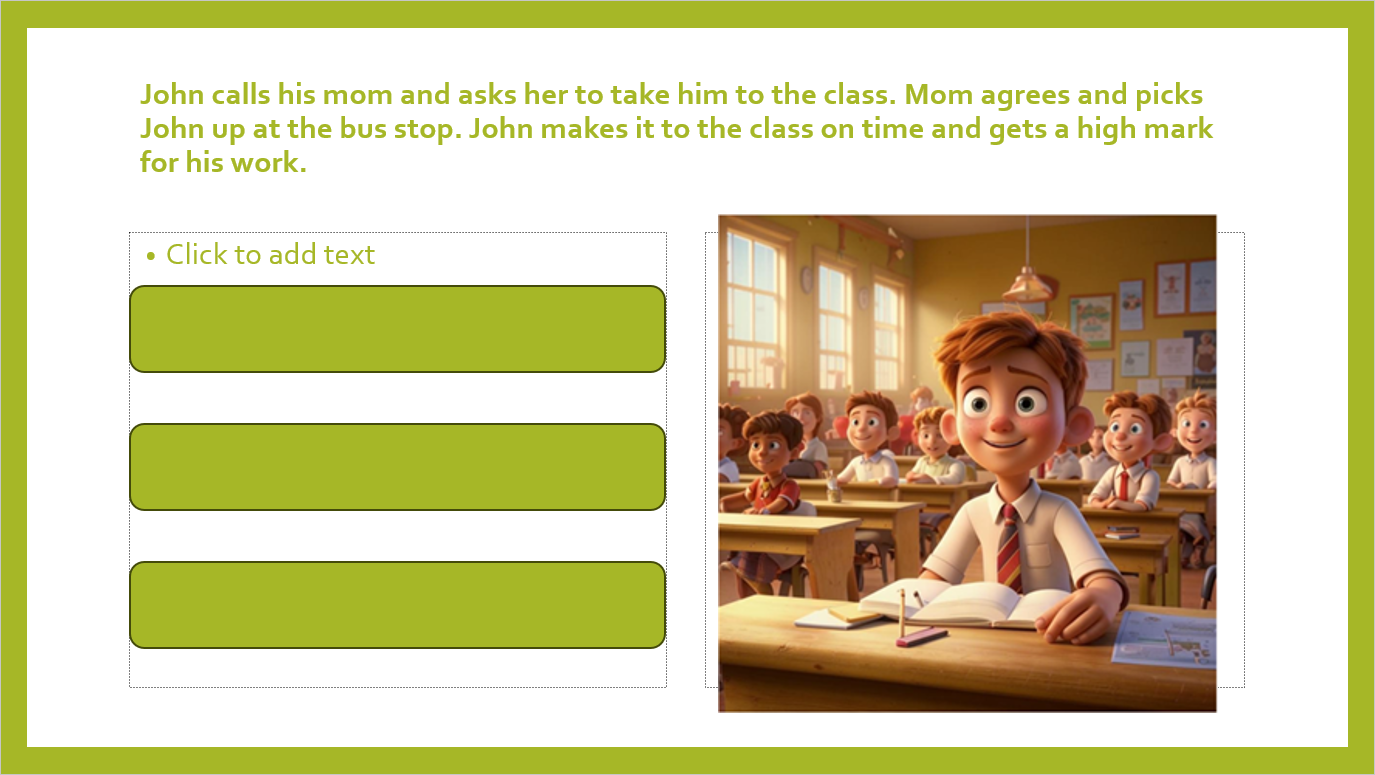 John calls his mom and asks her to take him to the class. Mom agrees and picks
John up at the bus stop. John makes it to the class on time and gets a high mark
for his work.
• Click to add text